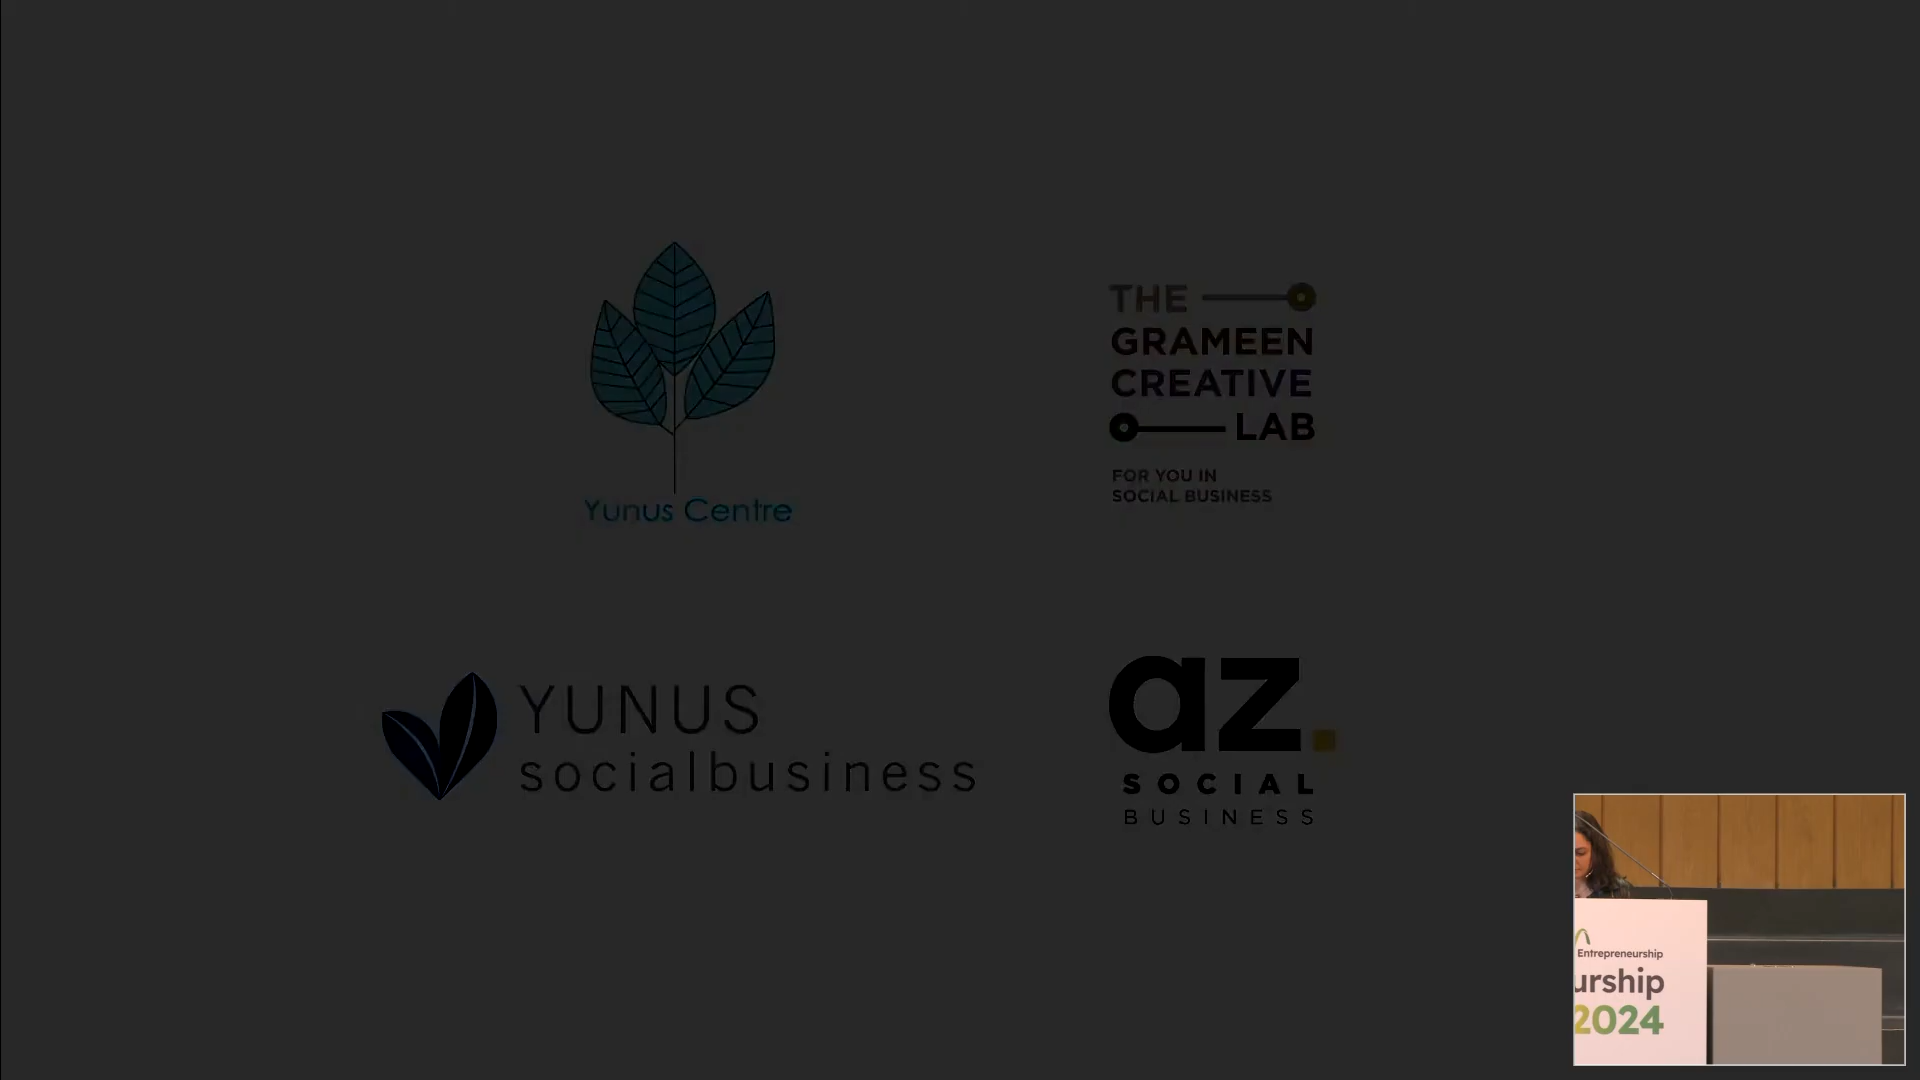 Yunus Centre
THE
GRAMEEN
CREATIVE
LAB
FOR YOU IN
SOCIAL BUSINESS
YUNUS
socialbusiness
az.
SOCIAL
BUSINESS
Entrepreneurship
urship
2024